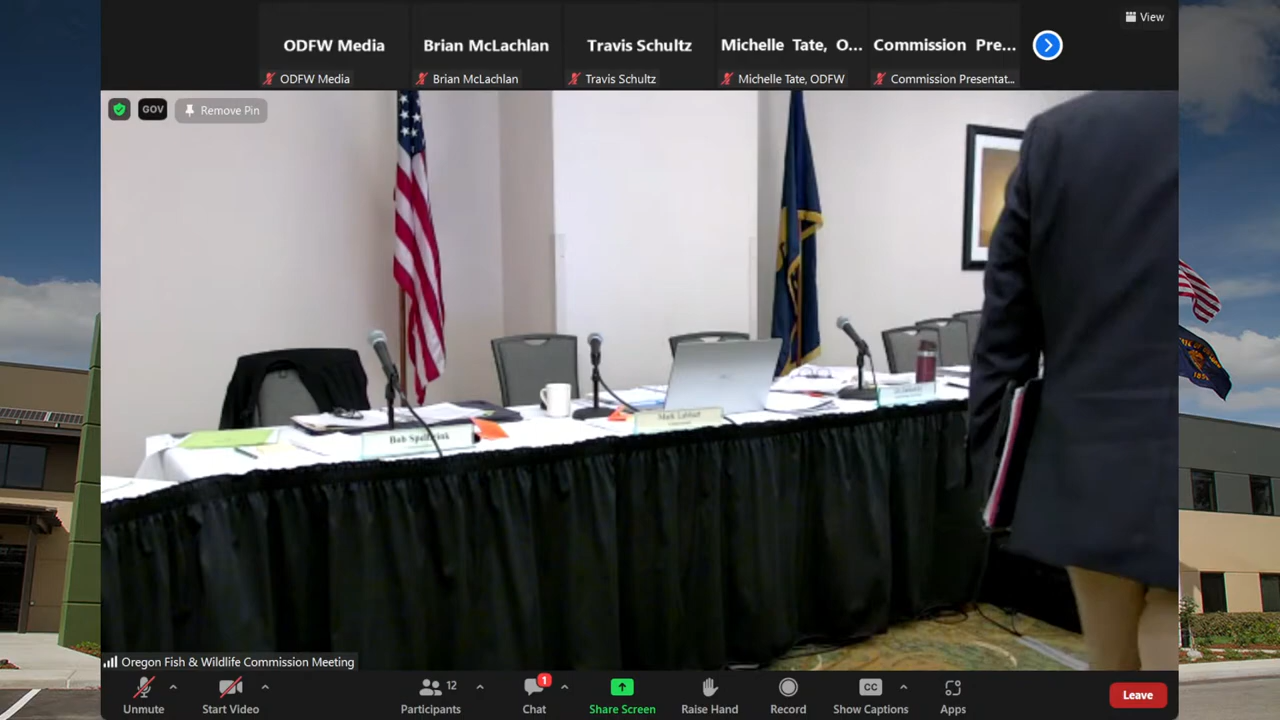 View
ODFW Media
Brian McLachlan
Travis Schultz
Michelle Tate, O...
Commission Pre...
ODFW Media
Brian McLachlan
Travis Schultz
Michelle Tate, ODFW
Commission Presentat...
GOV
Remove Pin
Bob Spelbrink
Mark Labhart
Oregon Fish & Wildlife Commission Meeting
12
1
CC
Unmute
Start Video
Participants
Chat
Share Screen
Raise Hand
Record
Show Captions
Apps
Leave